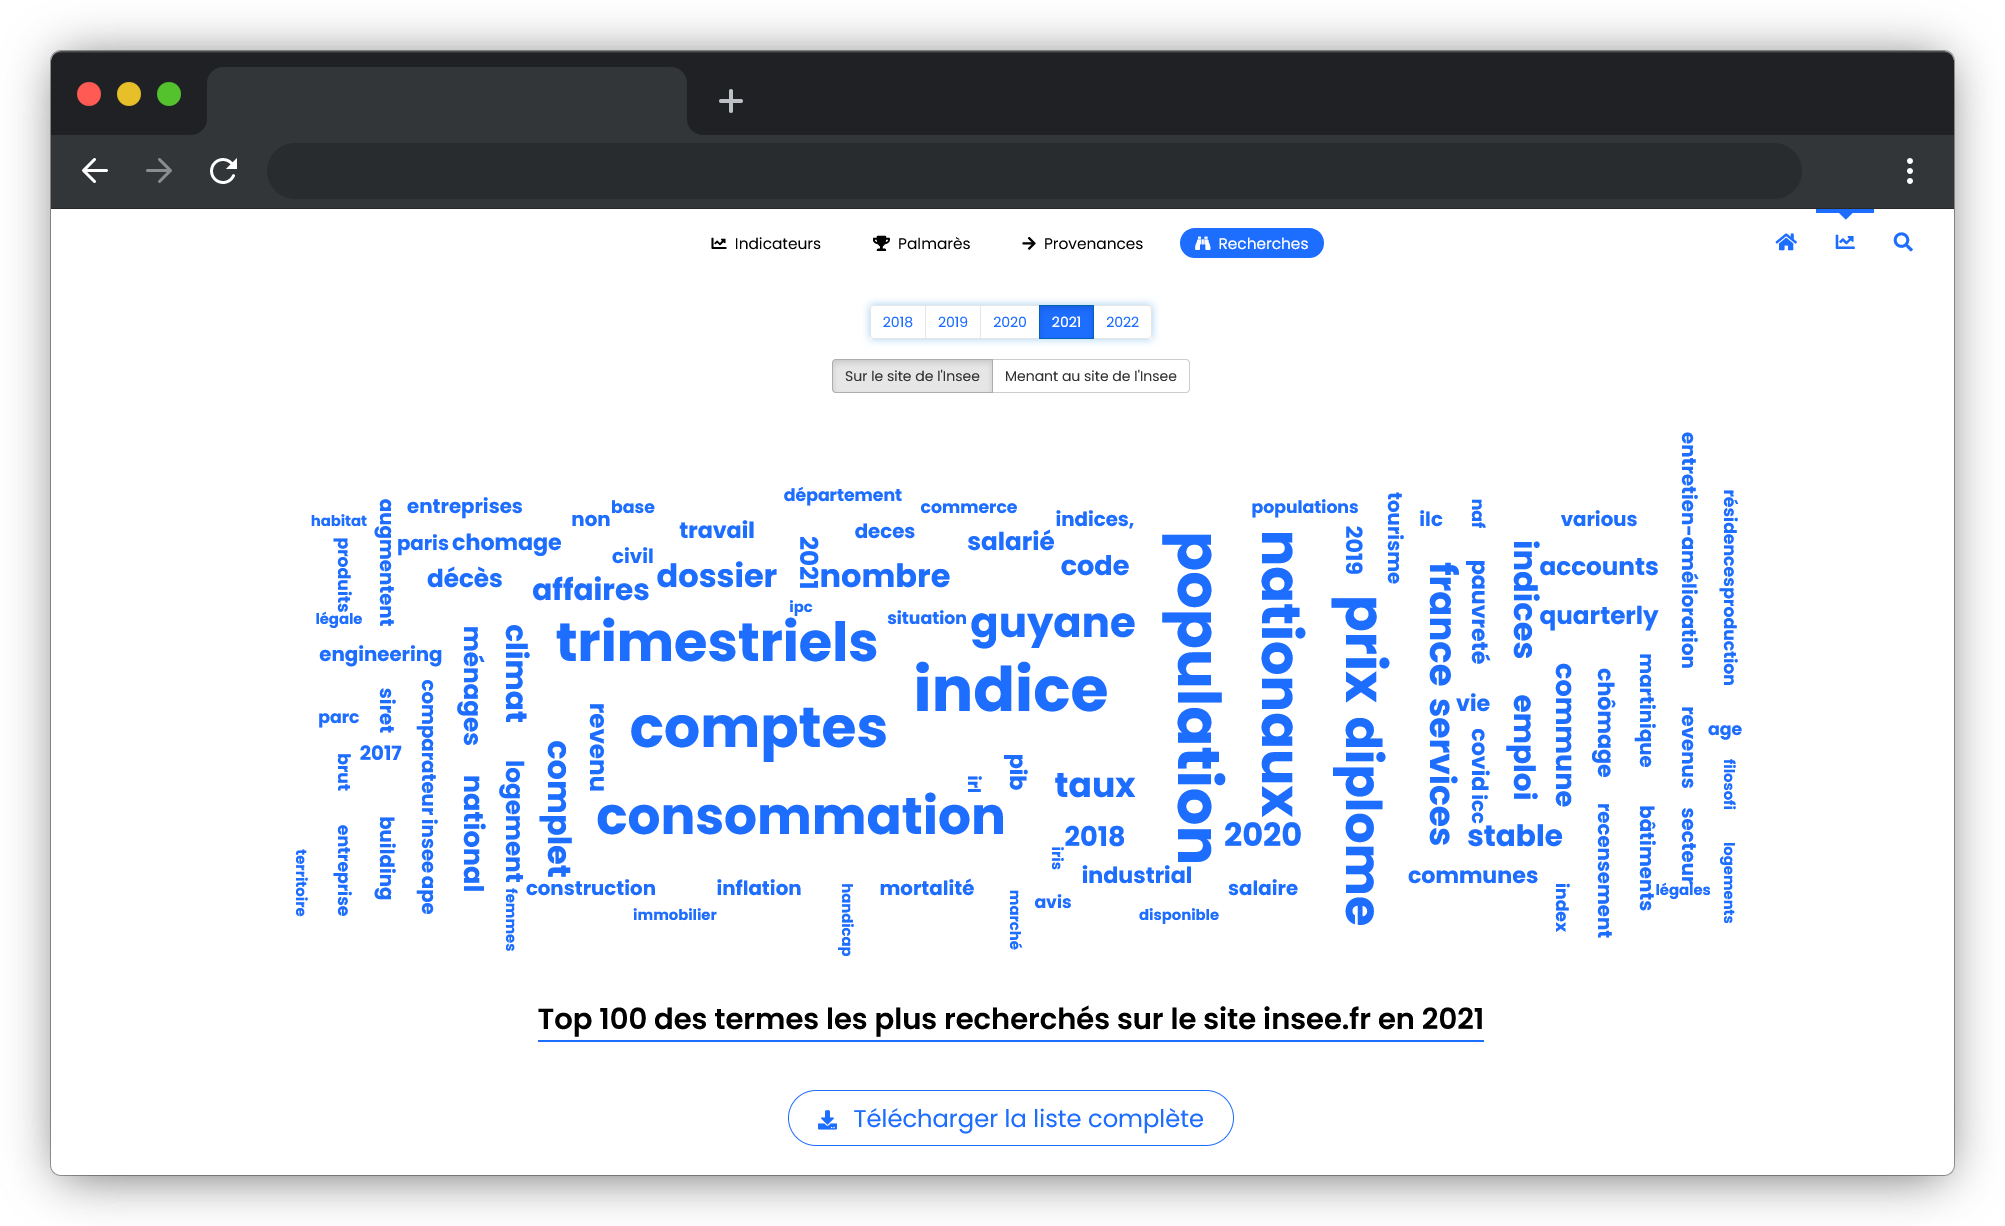 Indicateurs
Palmarès
Provenances
Recherches
2018
2019
2020
2021
2022
Sur le site de l'Insee
Menant au site de l'Insee
entretien-amélioration
résidences
production
département
commerce
entreprises
base
non
habitat
augmentent
populations
tourisme
naf
ilc
various
indices,
travail
deces
salarié
paris
chomage
civil
produits
2021
2019
code
décès
affaires
dossier
nombre
population
nationaux
indices
accounts
france
pauvreté
ipc
légale
situation
guyane
prix
quarterly
trimestriels
engineering
ménages
climat
indice
commune
chômage
martinique
siret
comparateur
parc
revenu
comptes
diplome
services
vie
emploi
revenus
age
2017
brut
complet
national
logement
irl
pib
taux
covid
icc
filosofi
consommation
2018
2020
stable
recensement
bâtiments
secteur
building
entreprise
insee
ape
iris
territoire
logements
industrial
communes
construction
inflation
mortalité
salaire
légales
femmes
handicap
marché
avis
index
immobilier
disponible
Top 100 des termes les plus recherchés sur le site insee.fr en 2021
Télécharger la liste complète